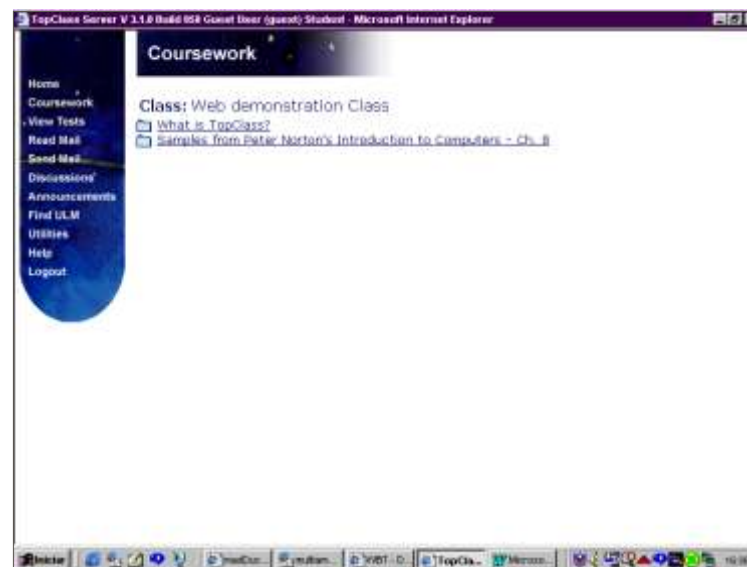 TopClass Server V 3.1.0 Build 050 Guest User (guest) Student - Microsoft Internet Explorer
Coursework
Home
Coursework
View Tests
Read Mail
Send Mail
Discussions
Announcements
Find ULM
Utilities
Help
Logout
Class: Web demonstration Class
What is TopClass?
Samples from Peter Norton's Introduction to Computers - Ch. 8
Iniciar
TopCla...